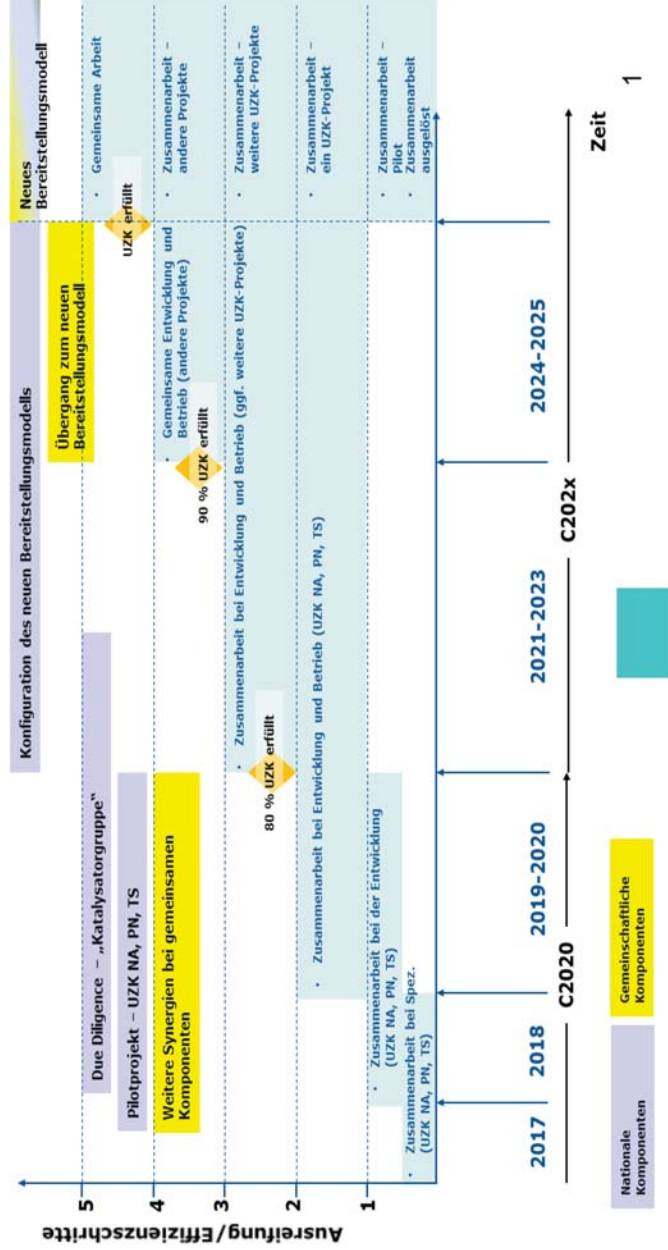 Ausreifung/Effizienzschritte
5
4
3
2
1
Konfiguration des neuen Bereitstellungsmodells
Neues
Bereitstellungsmodell
Due Diligence – „Katalysatorgruppe“
Übergang zum neuen
Bereitstellungsmodell
Pilotprojekt – UZK NA, PN, TS
Weitere Synergien bei gemeinsamen
Komponenten
UZK erfüllt
• Gemeinsame Arbeit
• Gemeinsame Entwicklung und
Betrieb (andere Projekte)
90 % UZK erfüllt
• Zusammenarbeit –
andere Projekte
• Zusammenarbeit bei Entwicklung und Betrieb (ggf. weitere UZK-Projekte)
80 % UZK erfüllt
• Zusammenarbeit –
weitere UZK-Projekte
• Zusammenarbeit bei Entwicklung und Betrieb (UZK NA, PN, TS)
• Zusammenarbeit –
ein UZK-Projekt
• Zusammenarbeit bei der Entwicklung
(UZK NA, PN, TS)
• Zusammenarbeit bei Spez.
(UZK NA, PN, TS)
• Zusammenarbeit –
Pilot
• Zusammenarbeit
ausgelöst
2017
2018
2019-2020
2021-2023
2024-2025
Zeit
C2020
C202x
Nationale
Komponenten
Gemeinschaftliche
Komponenten
1